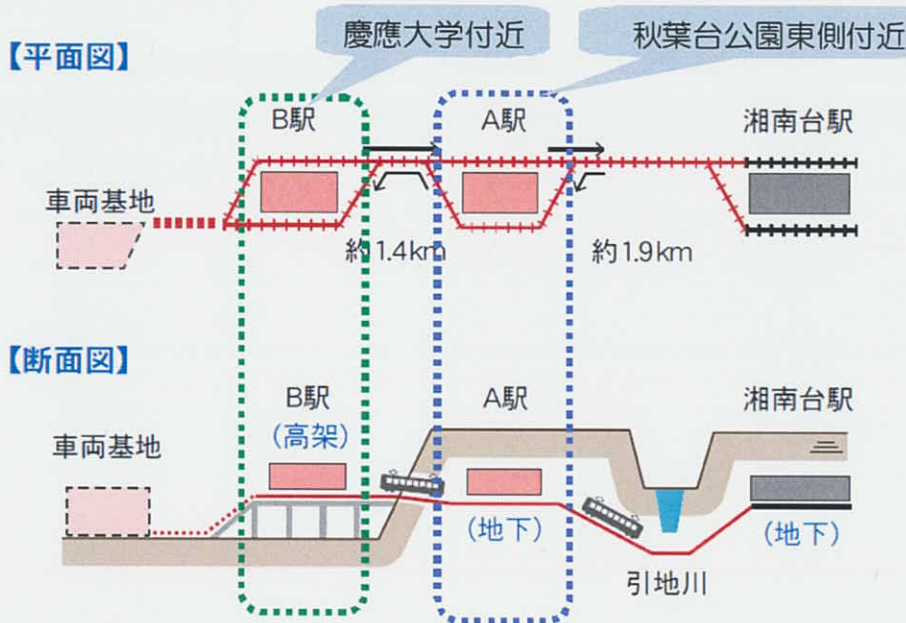 慶應大学付近
秋葉台公園東側付近
【平面図】
B駅
A駅
湘南台駅
車両基地
約1.4km
約1.9km
【断面図】
B駅
(高架)
A駅
湘南台駅
車両基地
(地下)
(地下)
引地川